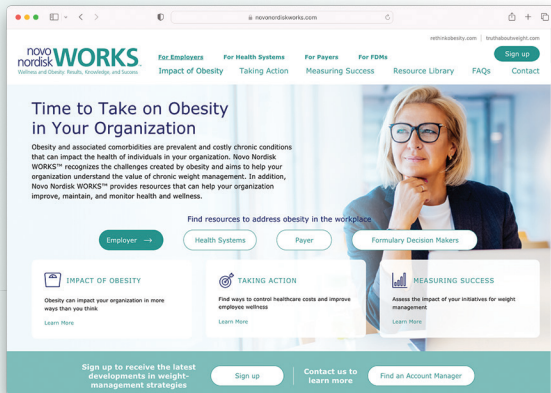 novonordiskworks.com
rethinkobesity.com | truthaboutweight.com
novo nordisk WORKS™
Wellness and Obesity: Results, Knowledge, and Success
For Employers For Health Systems For Payers For FDMs
Sign up
Impact of Obesity Taking Action Measuring Success Resource Library FAQs Contact
Time to Take on Obesity
in Your Organization
Obesity and associated comorbidities are prevalent and costly chronic conditions
that can impact the health of individuals in your organization. Novo Nordisk
WORKS™ recognizes the challenges created by obesity and aims to help your
organization understand the value of chronic weight management. In addition,
Novo Nordisk WORKS™ provides resources that can help your organization
improve, maintain, and monitor health and wellness.
Find resources to address obesity in the workplace
Employer → Health Systems Payer Formulary Decision Makers
IMPACT OF OBESITY
Obesity can impact your organization in more
ways than you think
Learn More
TAKING ACTION
Find ways to control healthcare costs and improve
employee wellness
Learn More
MEASURING SUCCESS
Assess the impact of your initiatives for weight
management
Learn More
Sign up to receive the latest
developments in weight-
management strategies
Sign up
Contact us to
learn more
Find an Account Manager